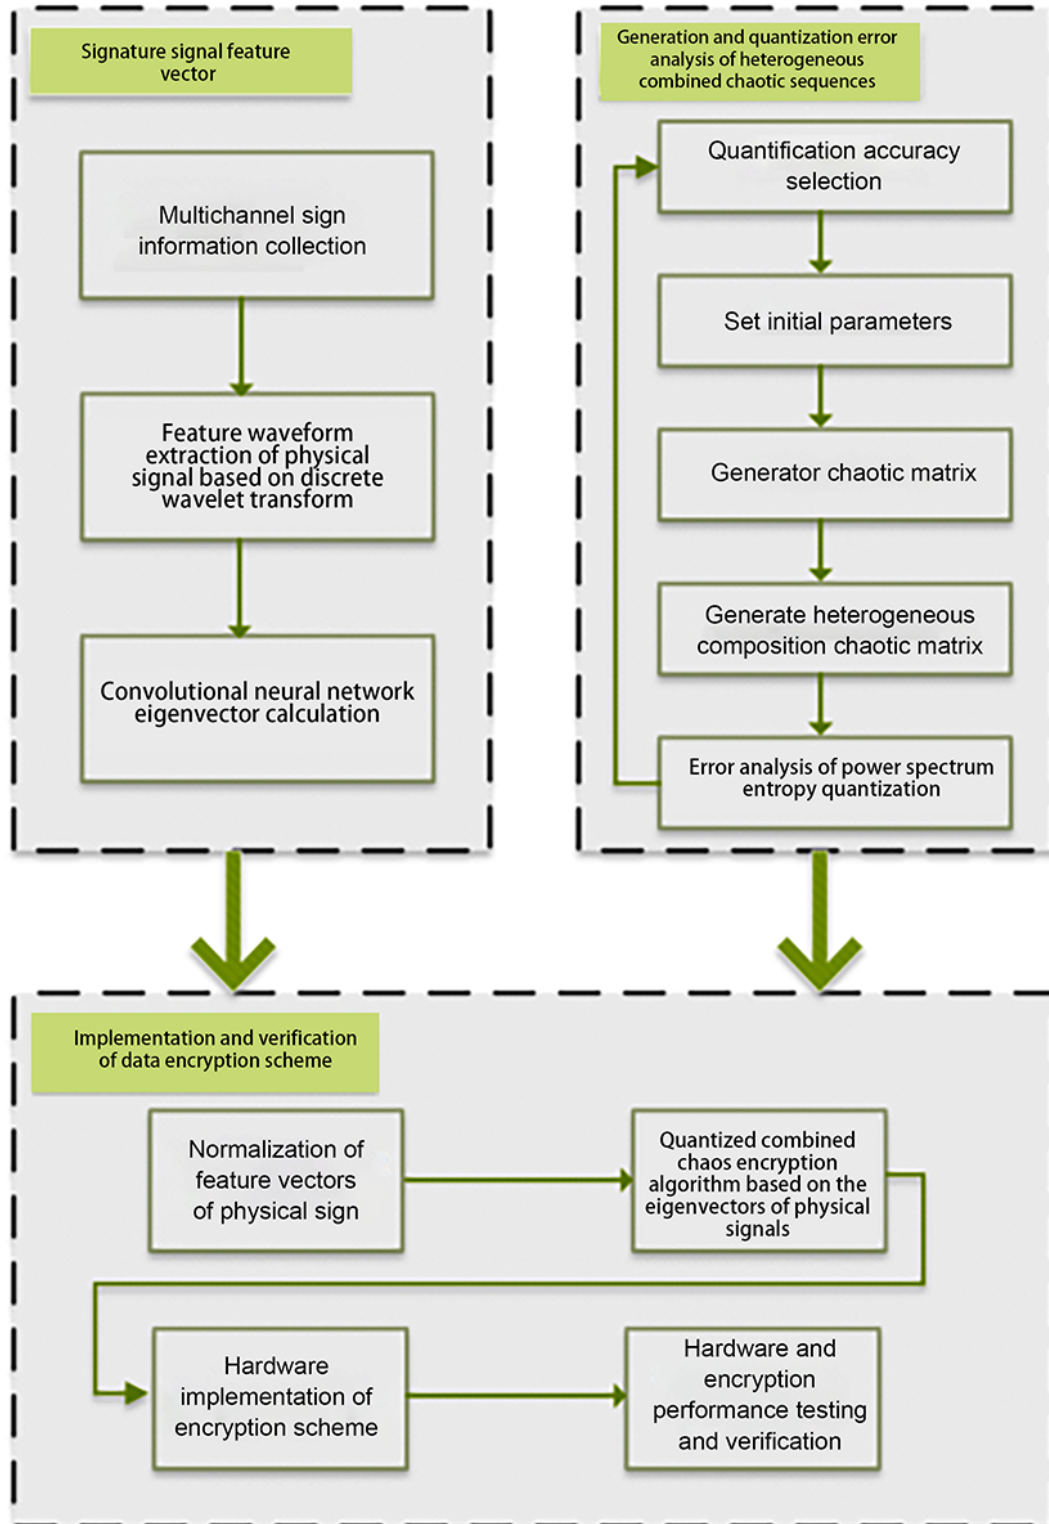 Signature signal feature
vector
Multichannel sign
information collection
Feature waveform
extraction of physical
signal based on discrete
wavelet transform
Convolutional neural network
eigenvector calculation
Generation and quantization error
analysis of heterogeneous
combined chaotic sequences
Quantification accuracy
selection
Set initial parameters
Generator chaotic matrix
Generate heterogeneous
composition chaotic matrix
Error analysis of power spectrum
entropy quantization
Implementation and verification
of data encryption scheme
Normalization of
feature vectors
of physical sign
Quantized combined
chaos encryption
algorithm based on the
eigenvectors of physical
signals
Hardware
implementation of
encryption scheme
Hardware and
encryption
performance testing
and verification